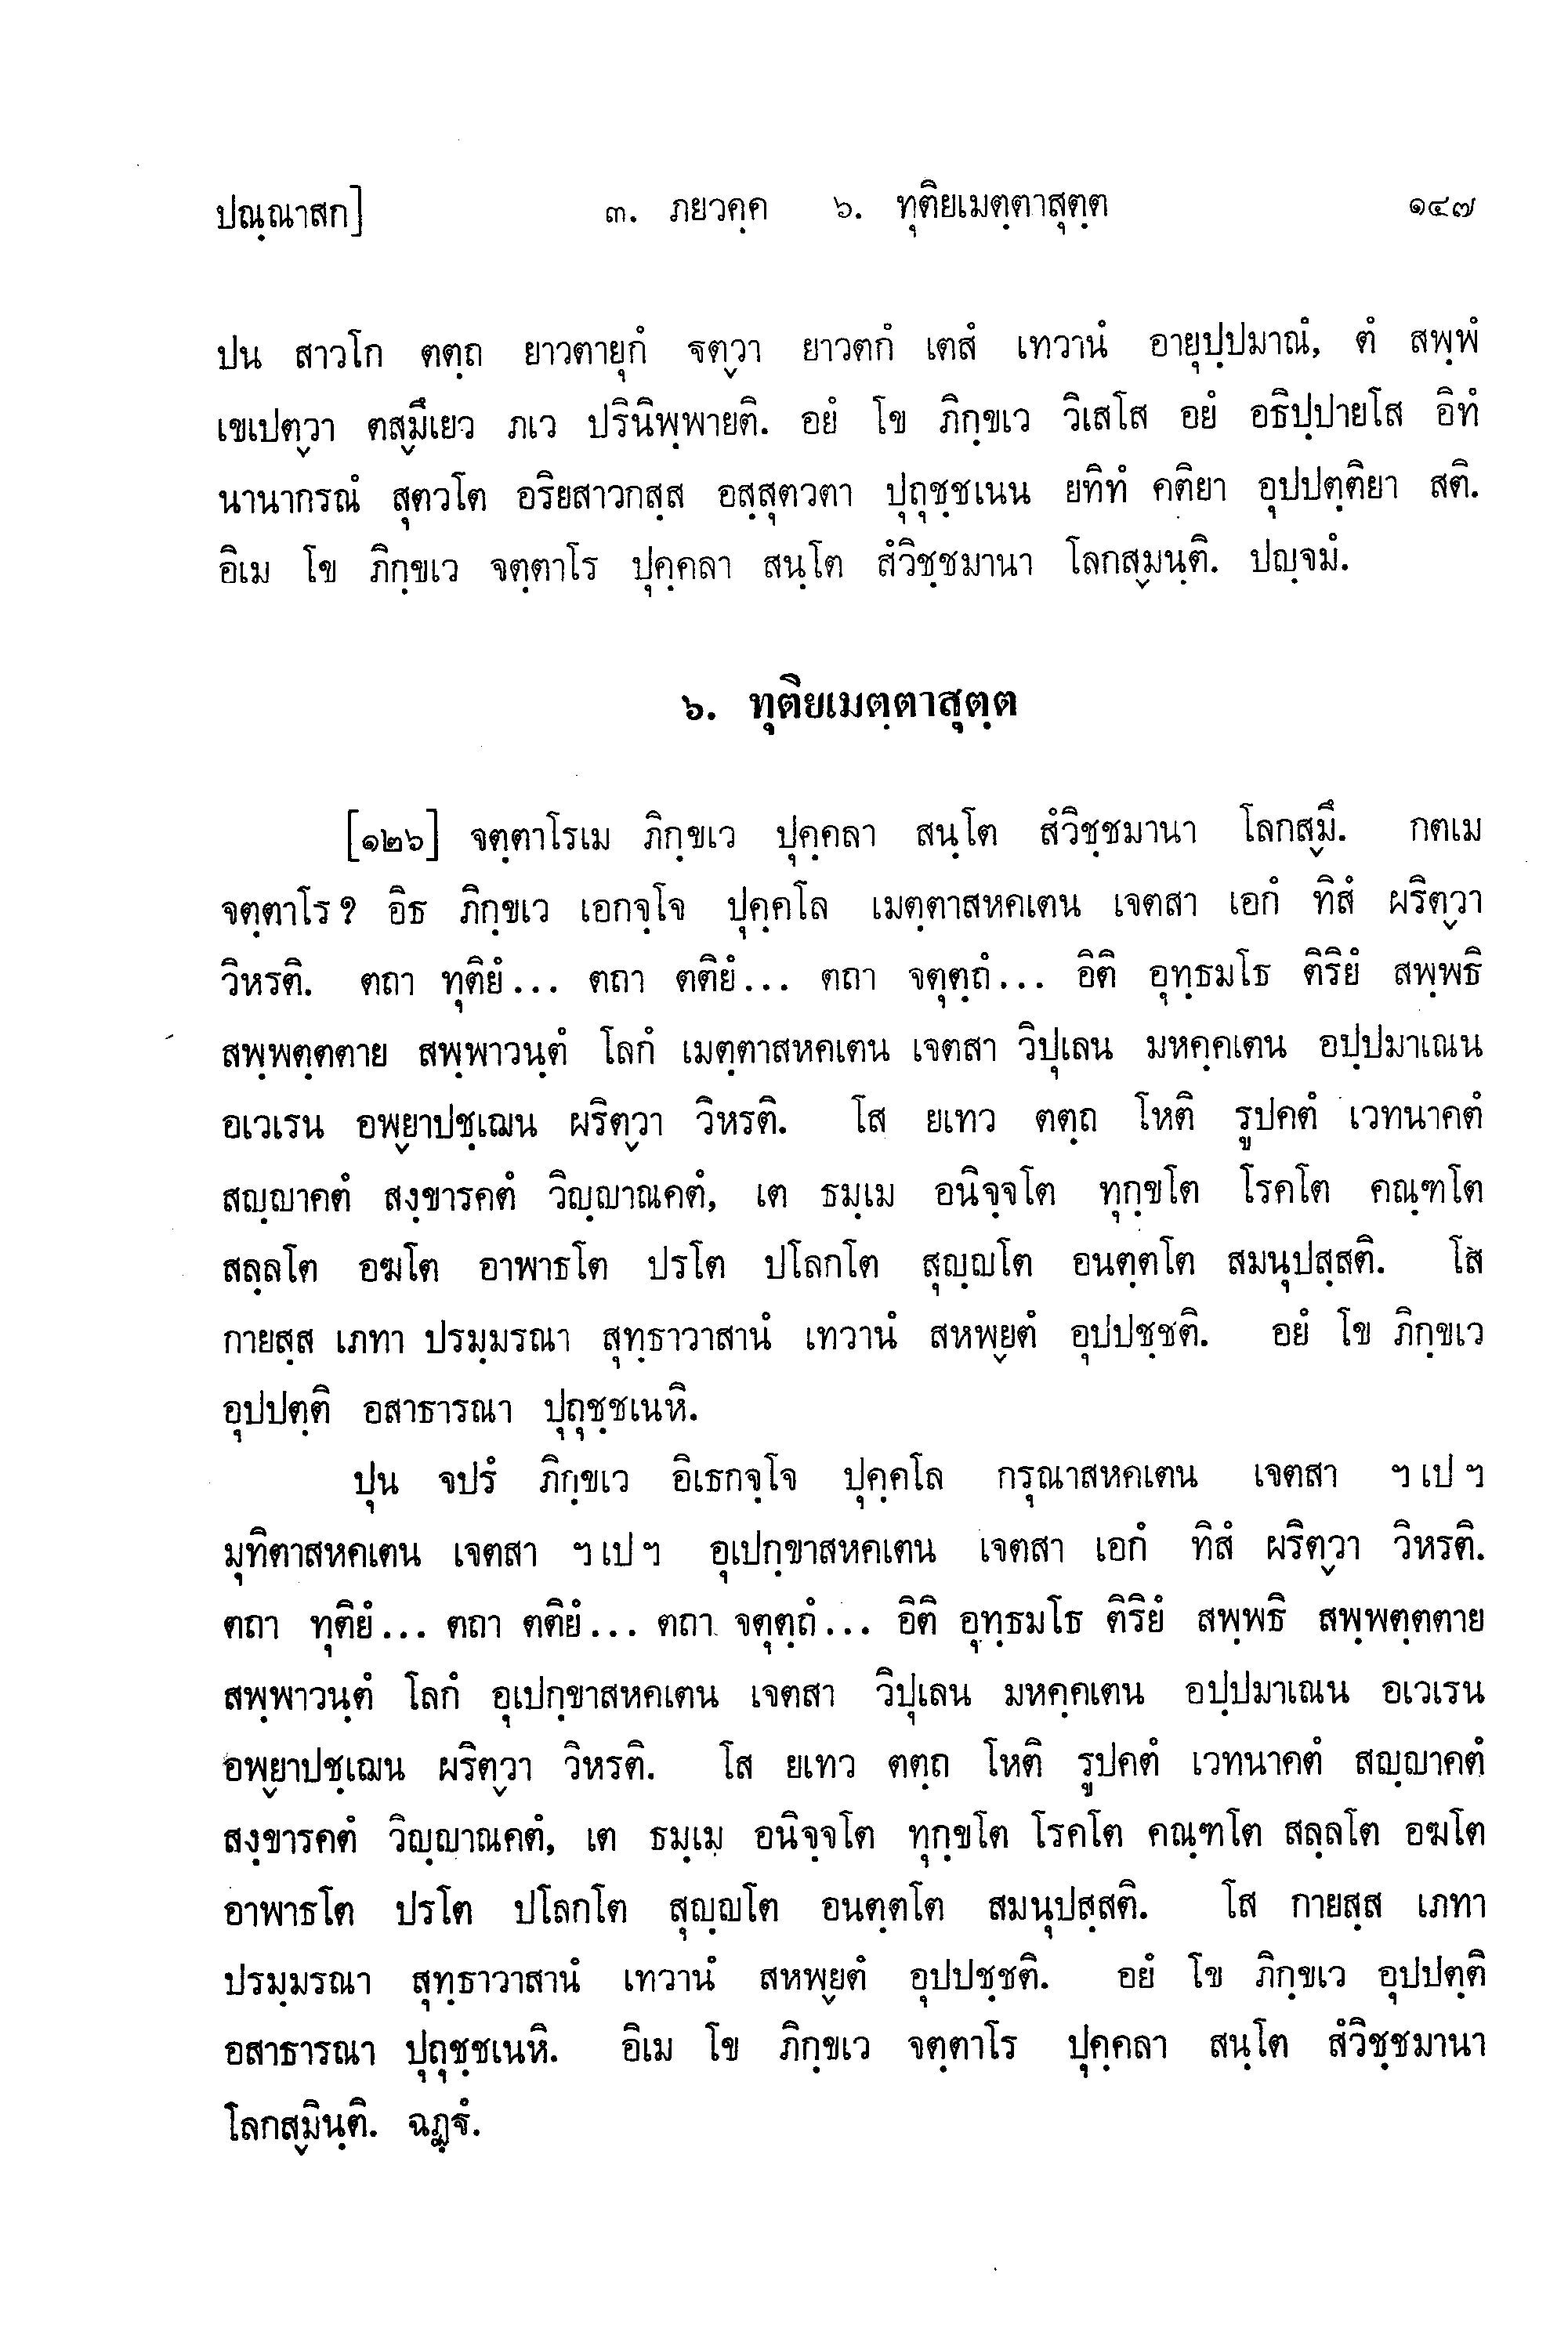 ปณฺณาสก] ๓. ภยวคฺค ๖. ทุติยเมตฺตาสุตฺต ๑๔๗
ปน สาวโก ตตฺถ ยาวตายุกํ ฐตฺวา ยาวตกํ เตสํ เทวานํ อายุปฺปมาณํ, ตํ สพฺพํ
เขเปตฺวา ตสฺมึเยว ภเว ปรินิพฺพายติ. อยํ โข ภิกฺขเว วิเสโส อยํ อธิปฺปายโส อิทํ
นานากรณํ สุตวโต อริยสาวกสฺส อสฺสุตวตา ปุถุชฺชเนน ยทิทํ คติยา อุปปตฺติยา สติ.
อิเม โข ภิกฺขเว จตฺตาโร ปุคฺคลา สนฺโต สํวิชฺชมานา โลกสฺมนฺติ. ปญฺจมํ.
๖. ทุติยเมตฺตาสุตฺต
[๑๒๖] จตฺตาโรเม ภิกฺขเว ปุคฺคลา สนฺโต สํวิชฺชมานา โลกสฺมึ. กตเม
จตฺตาโร ? อิธ ภิกฺขเว เอกจฺโจ ปุคฺคโล เมตฺตาสหคเตน เจตสา เอกํ ทิสํ ผริตฺวา
วิหรติ. ตถา ทุติยํ... ตถา ตติยํ... ตถา จตุตฺถํ... อิติ อุทฺธมโธ ติริยํ สพฺพธิ
สพฺพตฺตตาย สพฺพาวนฺตํ โลกํ เมตฺตาสหคเตน เจตสา วิปุเลน มหคฺคเตน อปฺปมาเณน
อเวเรน อพฺยาปชฺเฌน ผริตฺวา วิหรติ. โส ยเทว ตตฺถ โหติ รูปคตํ เวทนาคตํ
สญฺญาคตํ สงฺขารคตํ วิญฺญาณคตํ, เต ธมฺเม อนิจฺจโต ทุกฺขโต โรคโต คณฺฑโต
สลฺลโต อฆโต อาพาธโต ปรโต ปโลกโต สุญฺญโต อนตฺตโต สมนุปสฺสติ. โส
กายสฺส เภทา ปรมฺมรณา สุทฺธาวาสานํ เทวานํ สหพฺยตํ อุปปชฺชติ. อยํ โข ภิกฺขเว
อุปปตฺติ อสาธารณา ปุถุชฺชเนหิ.
ปุน จปรํ ภิกฺขเว อิเธกจฺโจ ปุคฺคโล กรุณาสหคเตน เจตสา ฯ เป ฯ
มุทิตาสหคเตน เจตสา ฯ เป ฯ อุเปกฺขาสหคเตน เจตสา เอกํ ทิสํ ผริตฺวา วิหรติ.
ตถา ทุติยํ... ตถา ตติยํ... ตถา จตุตฺถํ... อิติ อุทฺธมโธ ติริยํ สพฺพธิ สพฺพตฺตตาย
สพฺพาวนฺตํ โลกํ อุเปกฺขาสหคเตน เจตสา วิปุเลน มหคฺคเตน อปฺปมาเณน อเวเรน
อพฺยาปชฺเฌน ผริตฺวา วิหรติ. โส ยเทว ตตฺถ โหติ รูปคตํ เวทนาคตํ สญฺญาคตํ
สงฺขารคตํ วิญฺญาณคตํ, เต ธมฺเม อนิจฺจโต ทุกฺขโต โรคโต คณฺฑโต สลฺลโต อฆโต
อาพาธโต ปรโต ปโลกโต สุญฺญโต อนตฺตโต สมนุปสฺสติ. โส กายสฺส เภทา
ปรมฺมรณา สุทฺธาวาสานํ เทวานํ สหพฺยตํ อุปปชฺชติ. อยํ โข ภิกฺขเว อุปปตฺติ
อสาธารณา ปุถุชฺชเนหิ. อิเม โข ภิกฺขเว จตฺตาโร ปุคฺคลา สนฺโต สํวิชฺชมานา
โลกสฺมินฺติ. ฉฏฺฐํ.